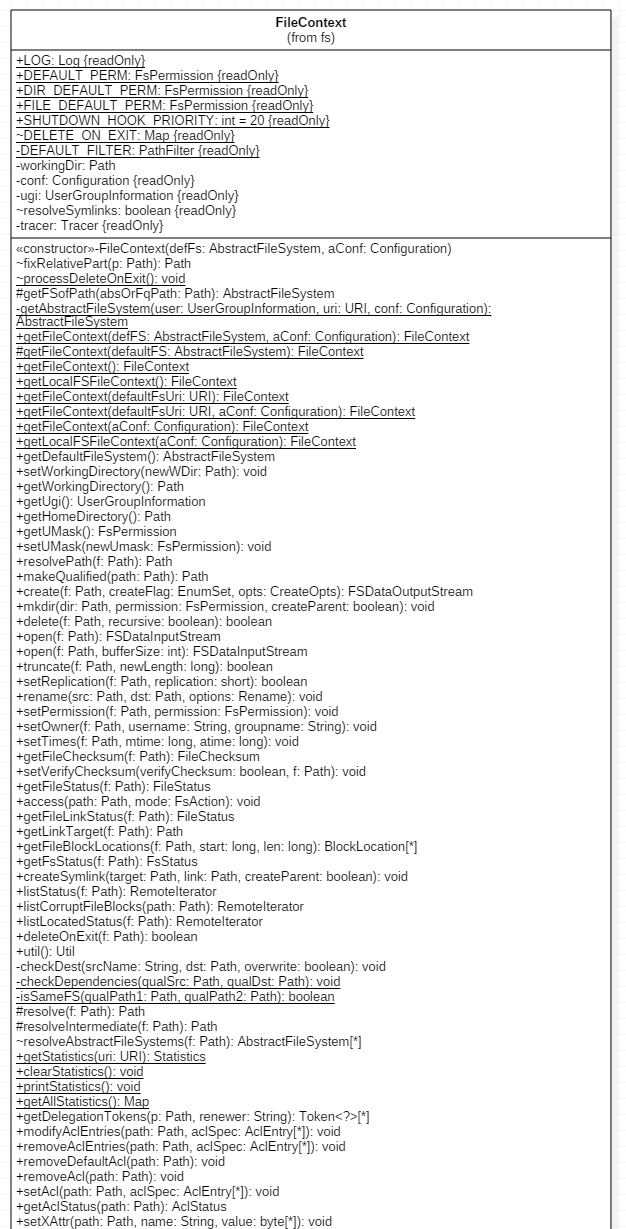 FileContext
(from fs)
+LOG: Log {readOnly}
+DEFAULT_PERM: FsPermission {readOnly}
+DIR_DEFAULT_PERM: FsPermission {readOnly}
+FILE_DEFAULT_PERM: FsPermission {readOnly}
+SHUTDOWN_HOOK_PRIORITY: int = 20 {readOnly}
~DELETE_ON_EXIT: Map {readOnly}
-DEFAULT_FILTER: PathFilter {readOnly}
-workingDir: Path
-conf: Configuration {readOnly}
-ugi: UserGroupInformation {readOnly}
~resolveSymlinks: boolean {readOnly}
-tracer: Tracer {readOnly}
«constructor»-FileContext(defFs: AbstractFileSystem, aConf: Configuration)
~fixRelativePart(p: Path): Path
~processDeleteOnExit(): void
#getFSofPath(absOrFqPath: Path): AbstractFileSystem
-getAbstractFileSystem(user: UserGroupInformation, uri: URI, conf: Configuration):
AbstractFileSystem
+getFileContext(defFS: AbstractFileSystem, aConf: Configuration): FileContext
#getFileContext(defaultFS: AbstractFileSystem): FileContext
+getFileContext(): FileContext
+getLocalFSFileContext(): FileContext
+getFileContext(defaultFsUri: URI): FileContext
+getFileContext(defaultFsUri: URI, aConf: Configuration): FileContext
+getFileContext(aConf: Configuration): FileContext
+getLocalFSFileContext(aConf: Configuration): FileContext
+getDefaultFileSystem(): AbstractFileSystem
+setWorkingDirectory(newWDir: Path): void
+getWorkingDirectory(): Path
+getUgi(): UserGroupInformation
+getHomeDirectory(): Path
+getUMask(): FsPermission
+setUMask(newUmask: FsPermission): void
+resolvePath(f: Path): Path
+makeQualified(path: Path): Path
+create(f: Path, createFlag: EnumSet, opts: CreateOpts): FSDataOutputStream
+mkdir(dir: Path, permission: FsPermission, createParent: boolean): void
+delete(f: Path, recursive: boolean): boolean
+open(f: Path): FSDataInputStream
+open(f: Path, bufferSize: int): FSDataInputStream
+truncate(f: Path, newLength: long): boolean
+setReplication(f: Path, replication: short): boolean
+rename(src: Path, dst: Path, options: Rename): void
+setPermission(f: Path, permission: FsPermission): void
+setOwner(f: Path, username: String, groupname: String): void
+setTimes(f: Path, mtime: long, atime: long): void
+getFileChecksum(f: Path): FileChecksum
+setVerifyChecksum(verifyChecksum: boolean, f: Path): void
+getFileStatus(f: Path): FileStatus
+access(path: Path, mode: FsAction): void
+getFileLinkStatus(f: Path): FileStatus
+getLinkTarget(f: Path): Path
+getFileBlockLocations(f: Path, start: long, len: long): BlockLocation[*]
+getFsStatus(f: Path): FsStatus
+createSymlink(target: Path, link: Path, createParent: boolean): void
+listStatus(f: Path): RemoteIterator
+listCorruptFileBlocks(path: Path): RemoteIterator
+listLocatedStatus(f: Path): RemoteIterator
+deleteOnExit(f: Path): boolean
+util(): Util
-checkDest(srcName: String, dst: Path, overwrite: boolean): void
-checkDependencies(qualSrc: Path, qualDst: Path): void
-isSameFS(qualPath1: Path, qualPath2: Path): boolean
#resolve(f: Path): Path
#resolveIntermediate(f: Path): Path
~resolveAbstractFileSystems(f: Path): AbstractFileSystem[*]
+getStatistics(uri: URI): Statistics
+clearStatistics(): void
+printStatistics(): void
+getAllStatistics(): Map
+getDelegationTokens(p: Path, renewer: String): Token<?>[*]
+modifyAclEntries(path: Path, aclSpec: AclEntry[*]): void
+removeAclEntries(path: Path, aclSpec: AclEntry[*]): void
+removeDefaultAcl(path: Path): void
+removeAcl(path: Path): void
+setAcl(path: Path, aclSpec: AclEntry[*]): void
+getAclStatus(path: Path): AclStatus
+setXAttr(path: Path, name: String, value: byte[*]): void